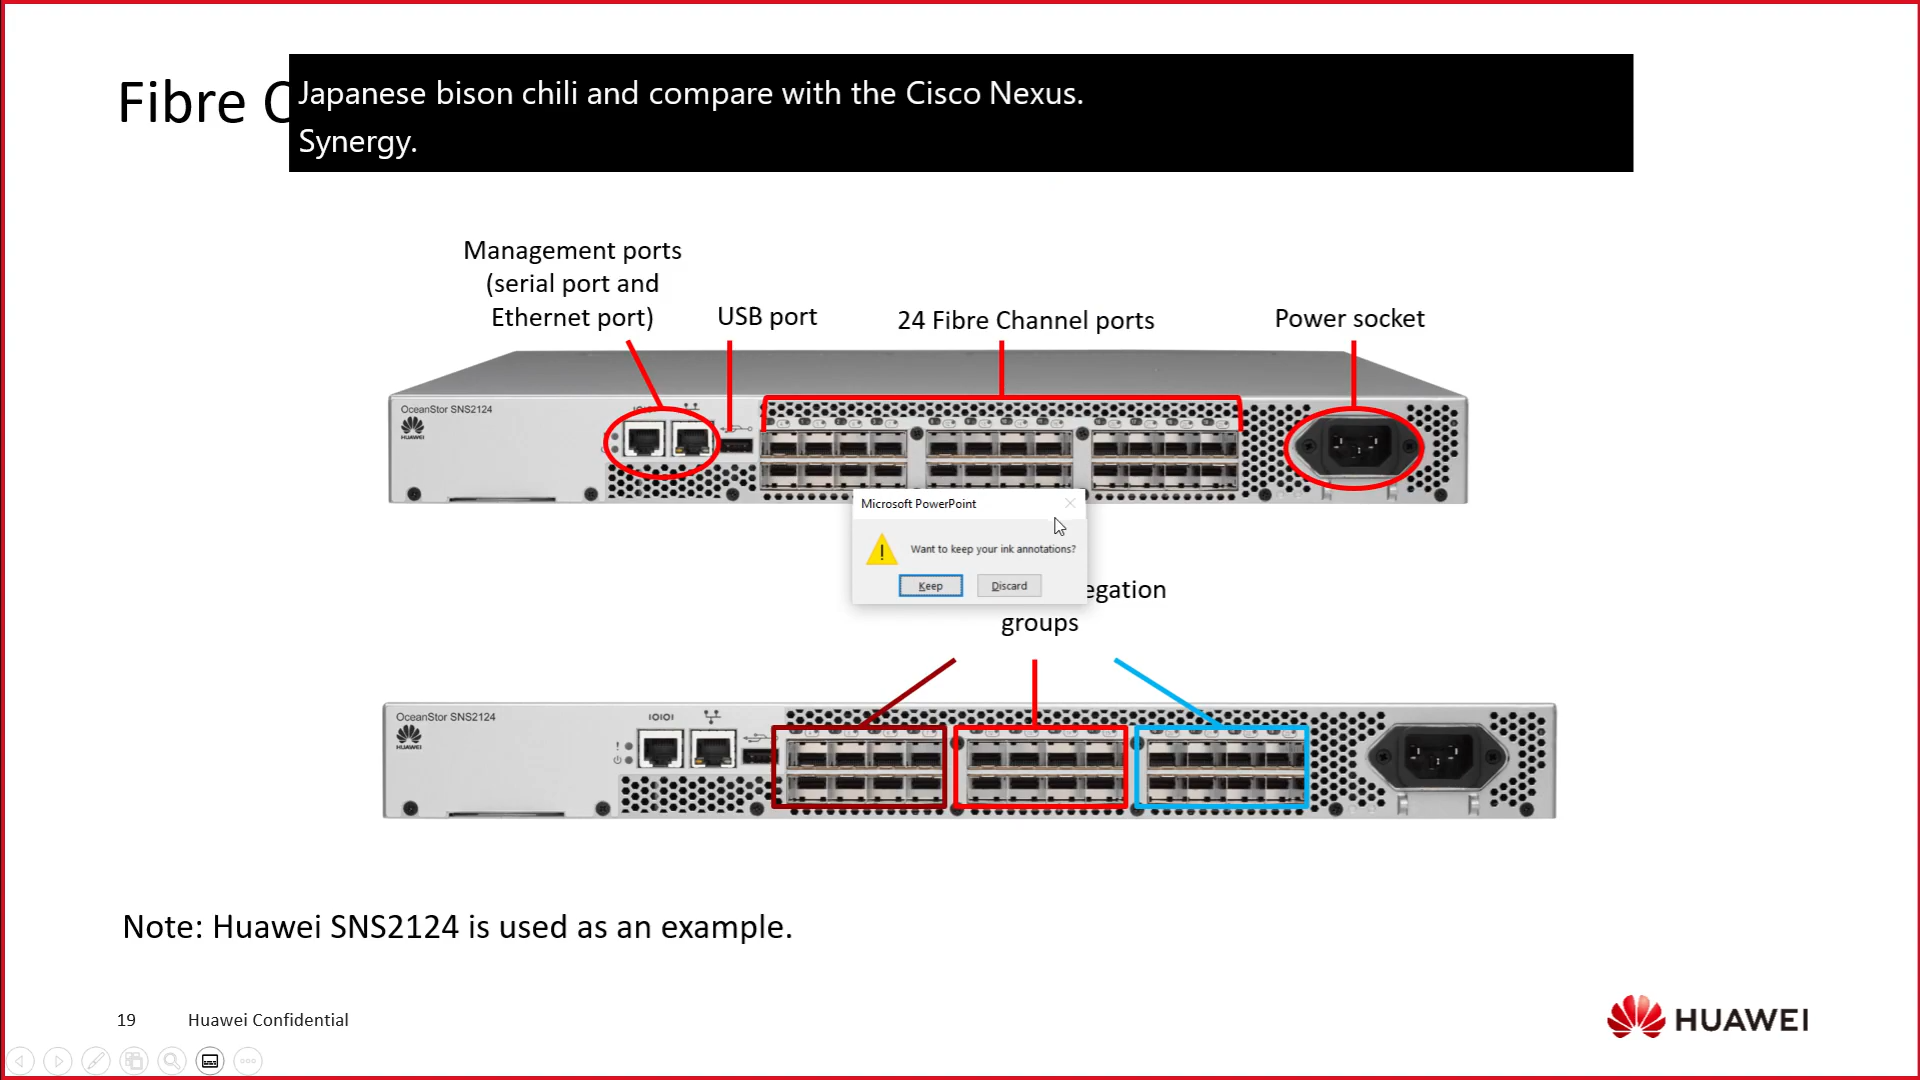 Fibre C
Japanese bison chili and compare with the Cisco Nexus.
Synergy.
Management ports
(serial port and
Ethernet port)
USB port
24 Fibre Channel ports
Power socket
OceanStor SNS2124
HUAWEI
Microsoft PowerPoint
Want to keep your ink annotations?
Keep
Discard
egation
groups
OceanStor SNS2124
IOIOI
HUAWEI
Note: Huawei SNS2124 is used as an example.
19
Huawei Confidential
HUAWEI